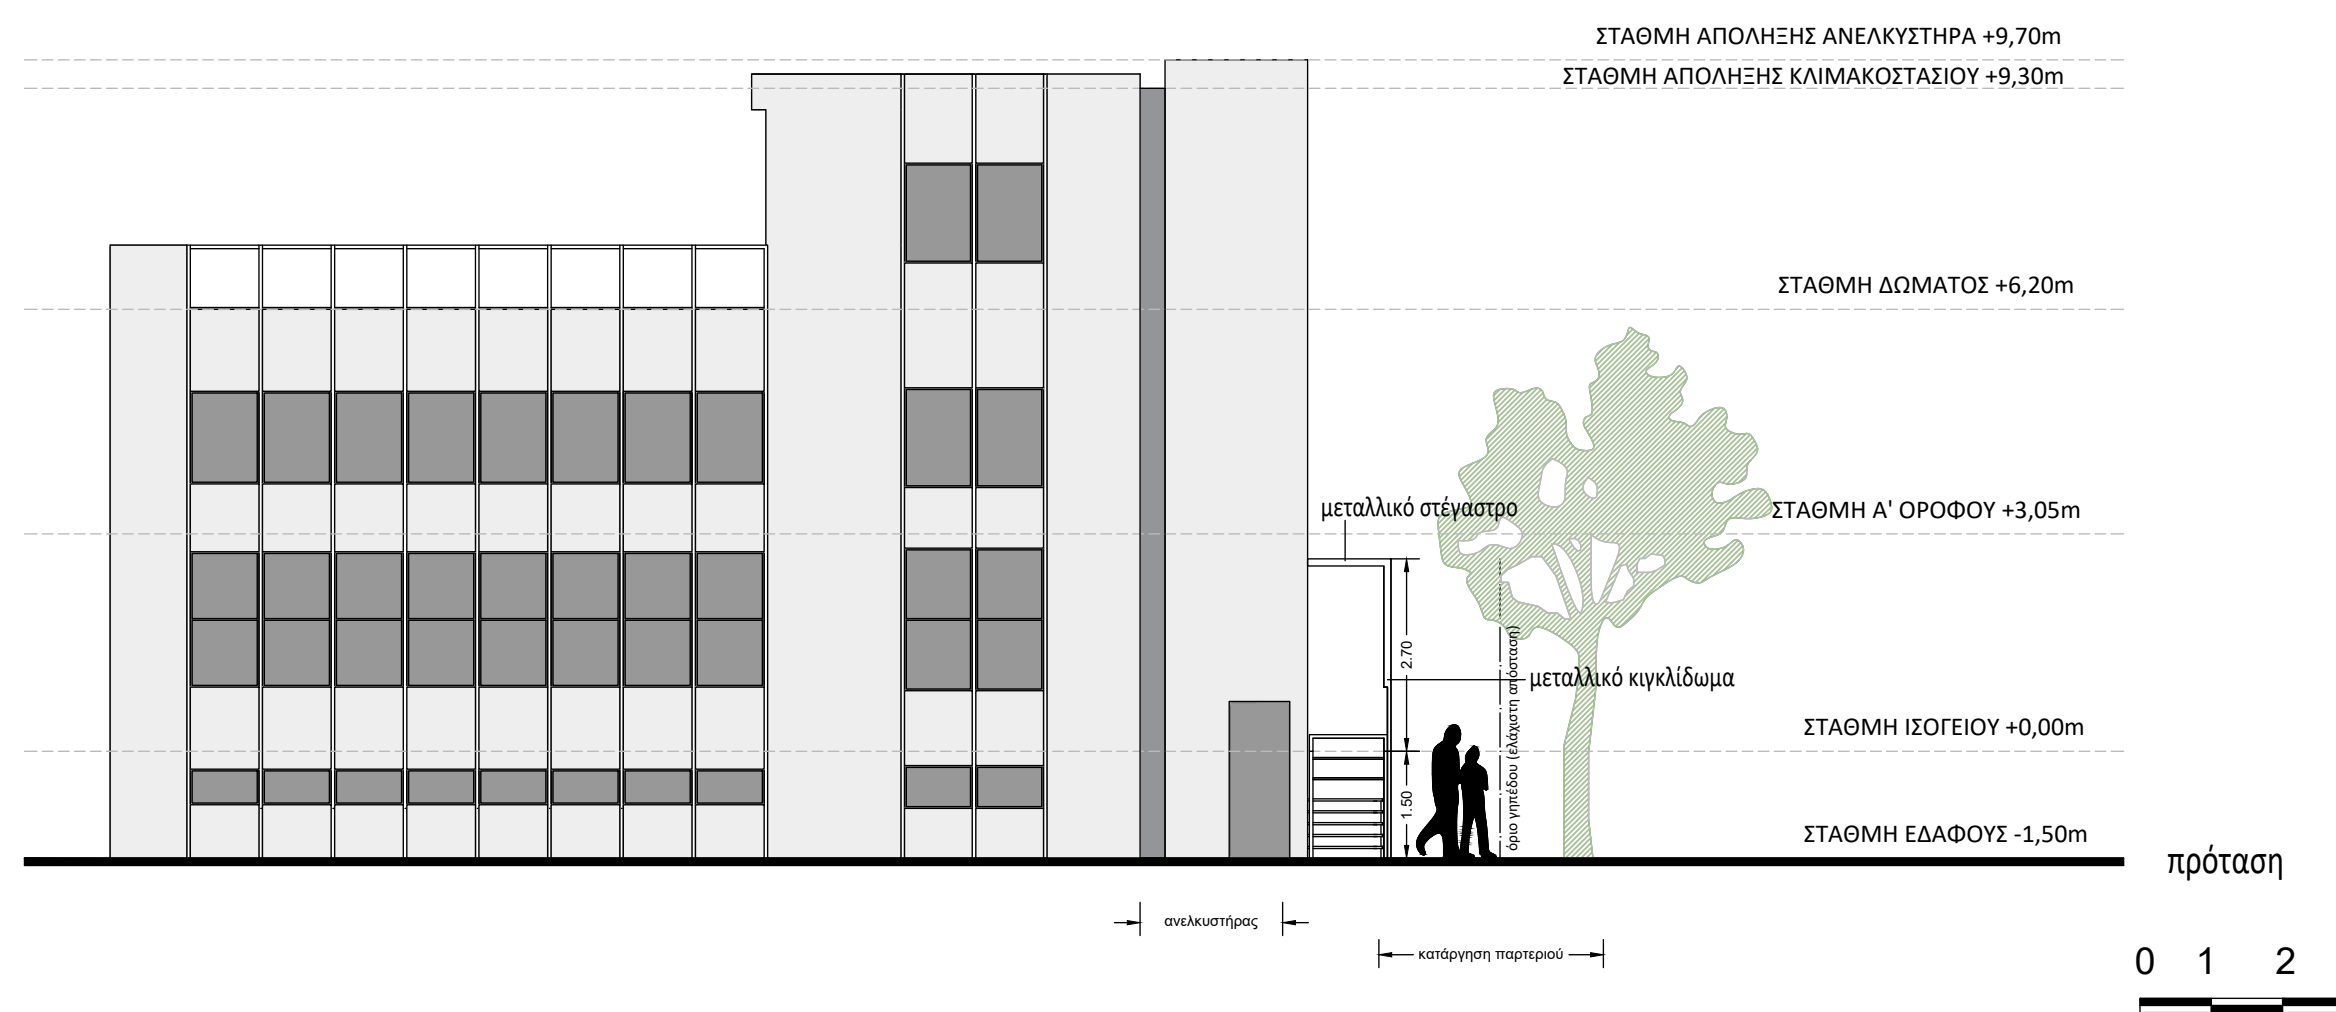 ΣΤΑΘΜΗ ΑΠΟΛΗΞΗΣ ΑΝΕΛΚΥΣΤΗΡΑ +9,70m
ΣΤΑΘΜΗ ΑΠΟΛΗΞΗΣ ΚΛΙΜΑΚΟΣΤΑΣΙΟΥ +9,30m
ΣΤΑΘΜΗ ΔΩΜΑΤΟΣ +6,20m
μεταλλικό στέγαστρο
ΣΤΑΘΜΗ Α' ΟΡΟΦΟΥ +3,05m
2.70
μεταλλικό κιγκλίδωμα
όριο γηπέδου (ελάχιστη απόσταση)
ΣΤΑΘΜΗ ΙΣΟΓΕΙΟΥ +0,00m
1.50
ΣΤΑΘΜΗ ΕΔΑΦΟΥΣ -1,50m
πρόταση
ανελκυστήρας
κατάργηση παρτεριού
0 1 2